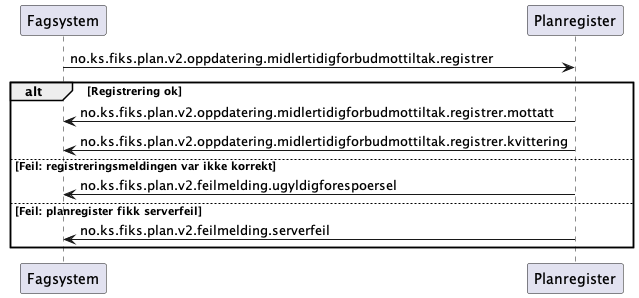 Fagsystem Planregister
no.ks.fiks.plan.v2.oppdatering.midlertidigforbudmottiltak.registrer
alt [Registrering ok]
no.ks.fiks.plan.v2.oppdatering.midlertidigforbudmottiltak.registrer.mottatt
no.ks.fiks.plan.v2.oppdatering.midlertidigforbudmottiltak.registrer.kvittering
[Feil: registreringsmeldingen var ikke korrekt]
no.ks.fiks.plan.v2.feilmelding.ugyldigforespoersel
[Feil: planregister fikk serverfeil]
no.ks.fiks.plan.v2.feilmelding.serverfeil
Fagsystem Planregister